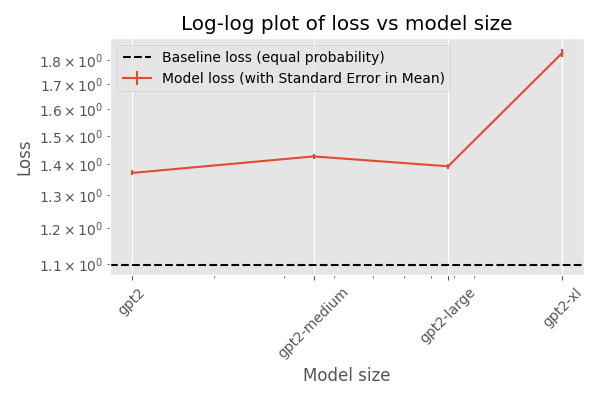 Log-log plot of loss vs model size
Baseline loss (equal probability)
Model loss (with Standard Error in Mean)
Loss
1.8 × 10⁰
1.7 × 10⁰
1.6 × 10⁰
1.5 × 10⁰
1.4 × 10⁰
1.3 × 10⁰
1.2 × 10⁰
1.1 × 10⁰
gpt2
gpt2-medium
gpt2-large
gpt2-xl
Model size